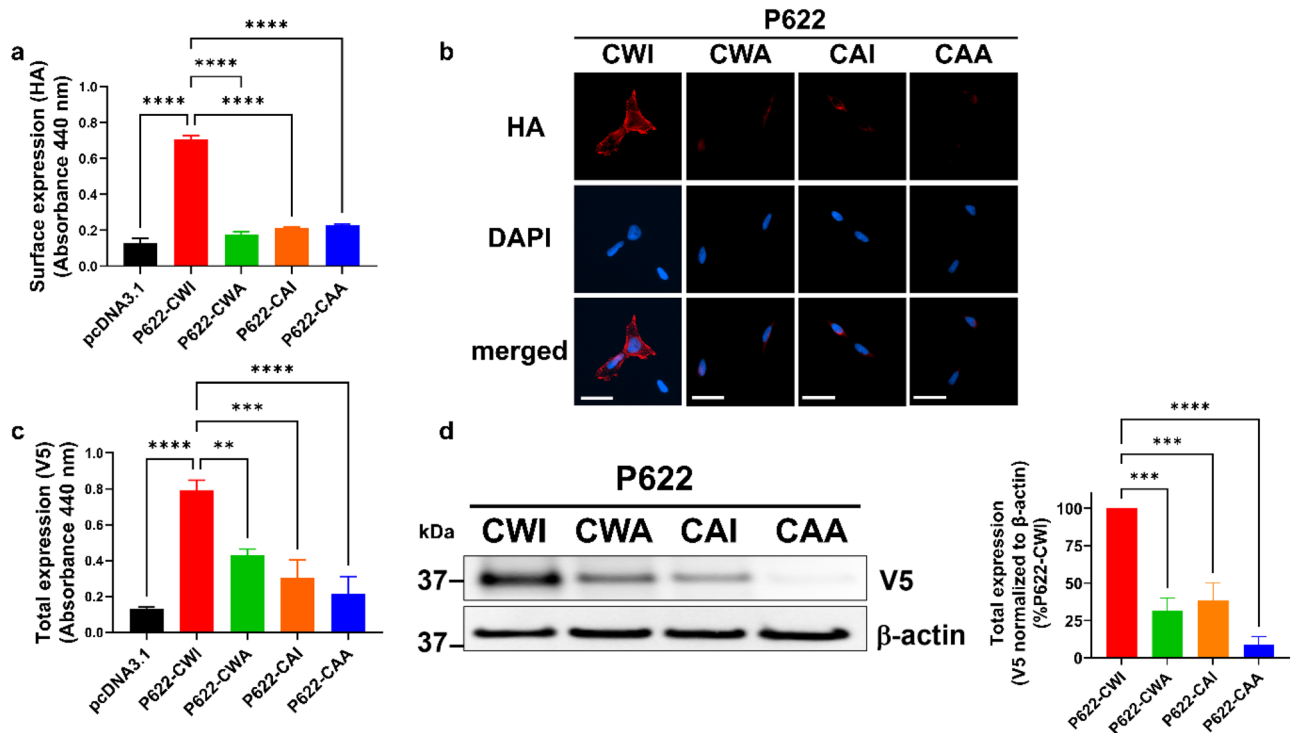 a
Surface expression (HA)
(Absorbance 440 nm)
1.0
0.8
0.6
0.4
0.2
0.0
****
****
****
****
pcDNA3.1
P622-CWI
P622-CWA
P622-CAI
P622-CAA
b
P622
CWI CWA CAI CAA
HA
DAPI
merged
c
Total expression (V5)
(Absorbance 440 nm)
1.0
0.8
0.6
0.4
0.2
0.0
****
***
**** **
pcDNA3.1
P622-CWI
P622-CWA
P622-CAI
P622-CAA
d
P622
kDa CWI CWA CAI CAA
37 V5
37 β-actin
Total expression
(V5 normalized to β-actin)
(%P622-CWI)
100
75
50
25
0
****
***
***
P622-CWI
P622-CWA
P622-CAI
P622-CAA